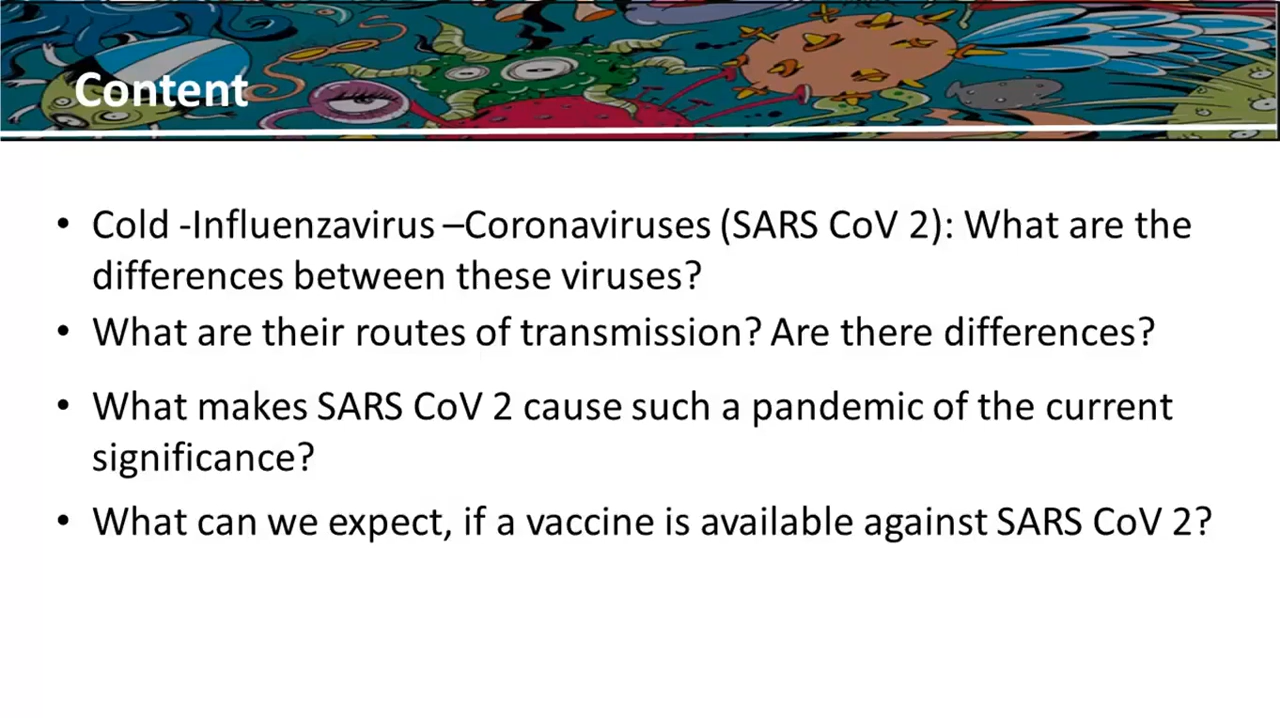 Content
• Cold -Influenzavirus –Coronaviruses (SARS CoV 2): What are the
differences between these viruses?
• What are their routes of transmission? Are there differences?
• What makes SARS CoV 2 cause such a pandemic of the current
significance?
• What can we expect, if a vaccine is available against SARS CoV 2?